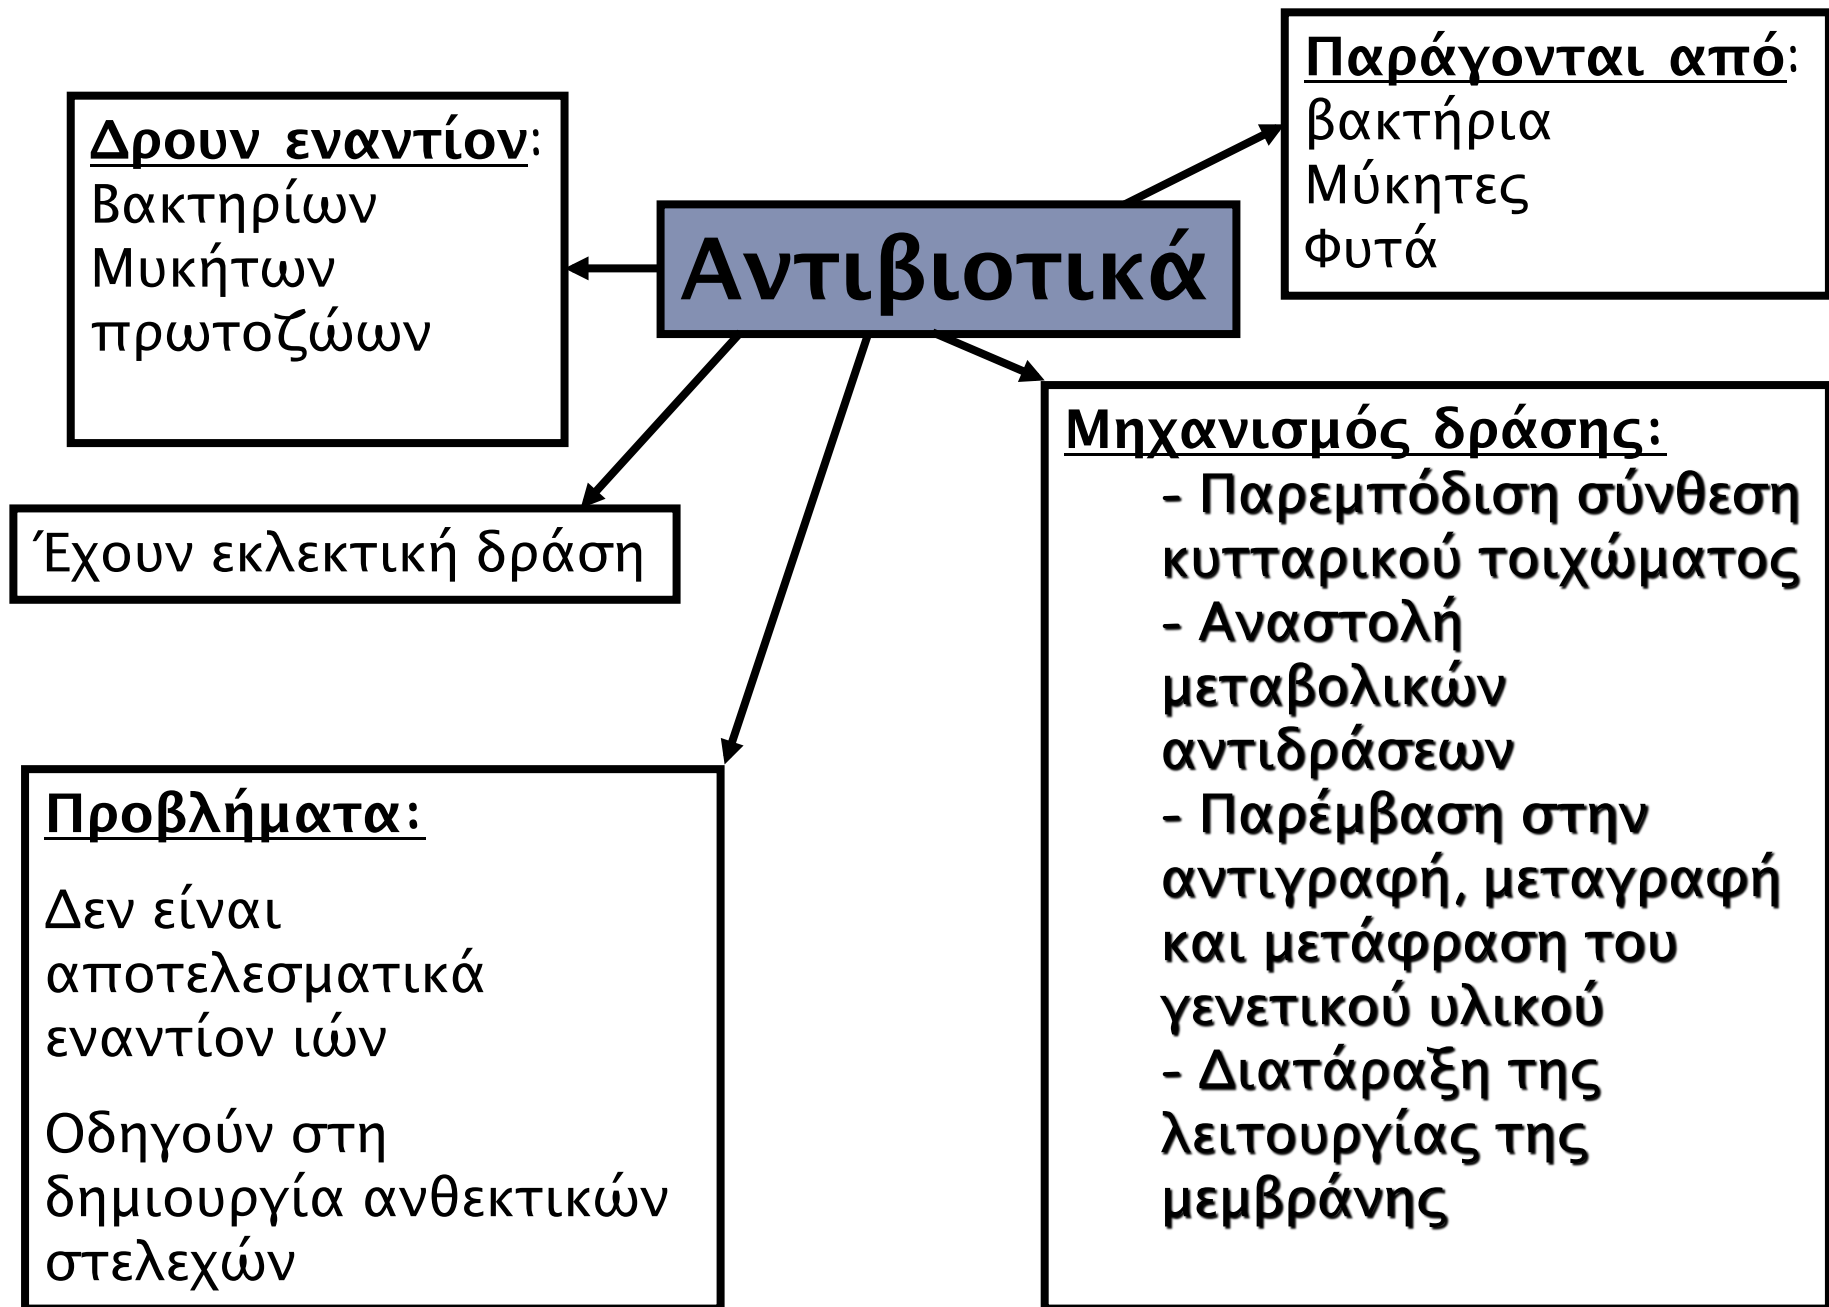 Αντιβιοτικά
Παράγονται από:
βακτήρια
Μύκητες
Φυτά
Δρουν εναντίον:
Βακτηρίων
Μυκήτων
πρωτοζώων
Έχουν εκλεκτική δράση
Προβλήματα:
Δεν είναι
αποτελεσματικά
εναντίον ιών
Οδηγούν στη
δημιουργία ανθεκτικών
στελεχών
Μηχανισμός δράσης:
- Παρεμπόδιση σύνθεση
κυτταρικού τοιχώματος
- Αναστολή
μεταβολικών
αντιδράσεων
- Παρέμβαση στην
αντιγραφή, μεταγραφή
και μετάφραση του
γενετικού υλικού
- Διατάραξη της
λειτουργίας της
μεμβράνης